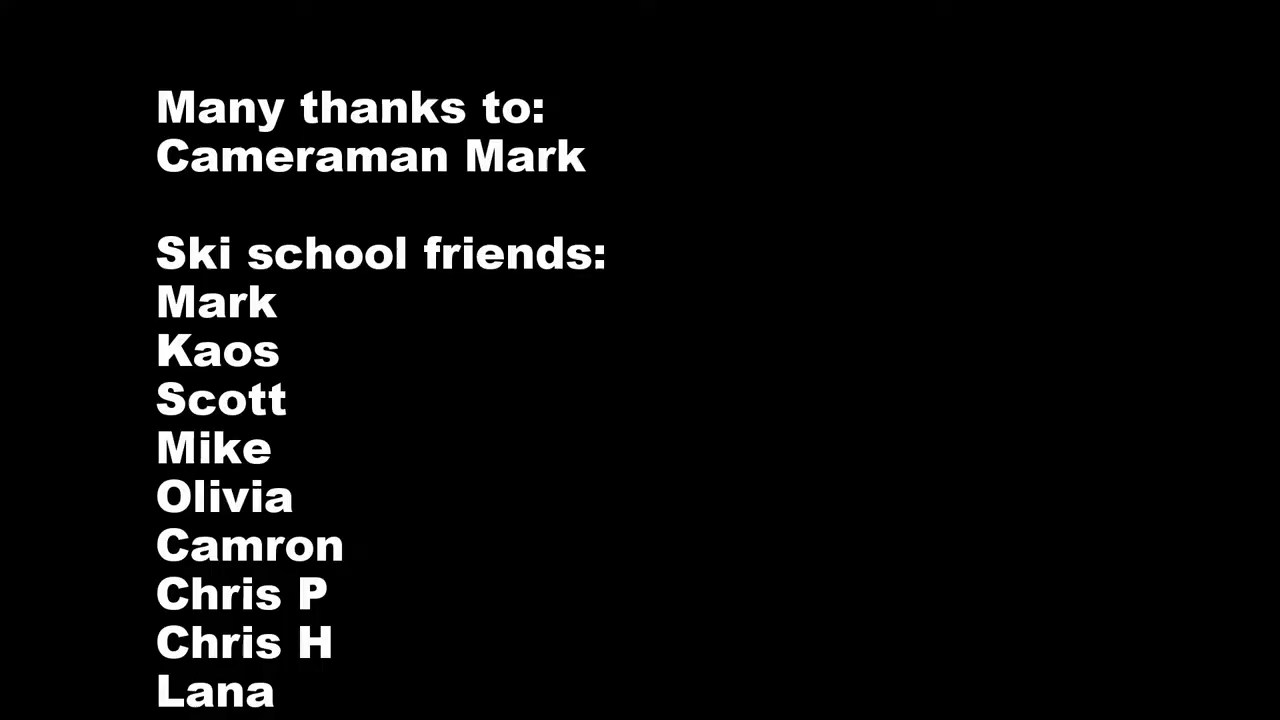 Many thanks to:
Cameraman Mark
Ski school friends:
Mark
Kaos
Scott
Mike
Olivia
Camron
Chris P
Chris H
Lana